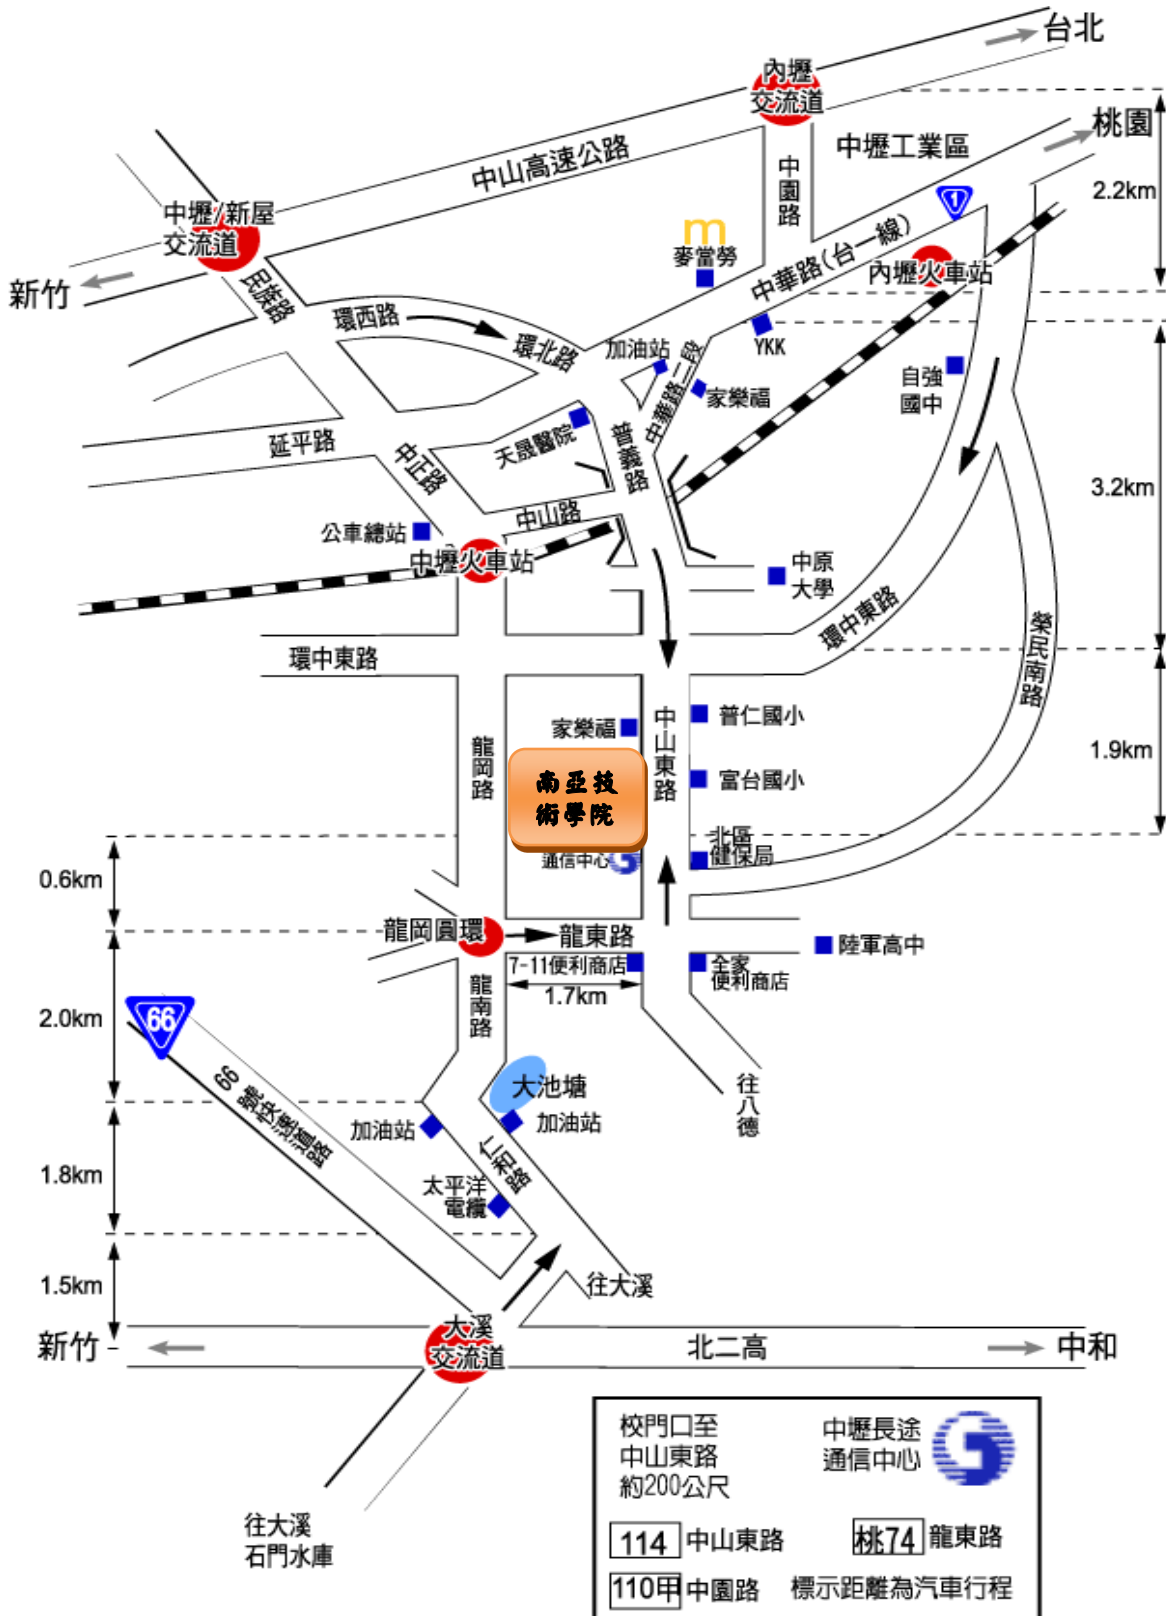 台北
內壢
交流道
桃園
中壢工業區
中山高速公路
中園路
2.2km
1
中壢/新屋
交流道
麥當勞
中華路(台一線)
內壢火車站
新竹
民族路
環西路
環北路
加油站
YKK
中華路二段
自強
國中
家樂福
延平路
天晟醫院
普義路
中正路
3.2km
中山路
公車總站
中壢火車站
中原
大學
環中東路
榮民南路
環中東路
家樂福
中山東路
普仁國小
龍岡路
1.9km
南亞技
術學院
富台國小
北區
健保局
通信中心
0.6km
龍岡圓環
龍東路
陸軍高中
7-11便利商店
全家
便利商店
1.7km
龍南路
2.0km
66
大池塘
往八德
66號快速道路
加油站
加油站
仁和路
1.8km
太平洋
電纜
1.5km
往大溪
新竹
大溪
交流道
北二高
中和
校門口至
中山東路
約200公尺
中壢長途
通信中心
往大溪
石門水庫
114 中山東路
桃74 龍東路
110甲 中園路
標示距離為汽車行程